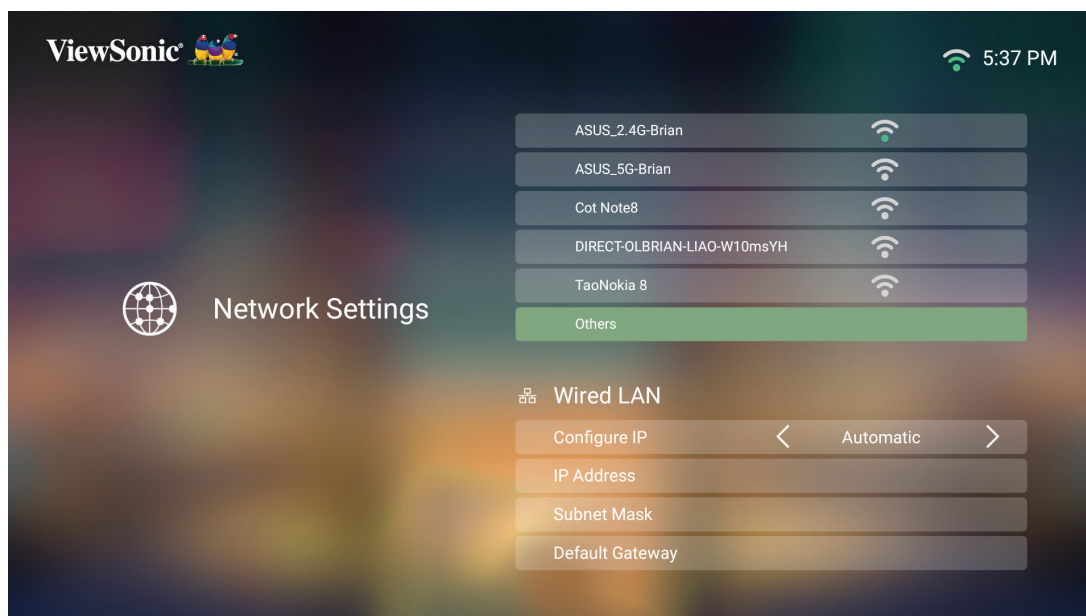 ViewSonic
5:37 PM
ASUS_2.4G-Brian
ASUS_5G-Brian
Cot Note8
DIRECT-OLBRIAN-LIAO-W10msYH
TaoNokia 8
Network Settings
Others
Wired LAN
Configure IP Automatic
IP Address
Subnet Mask
Default Gateway